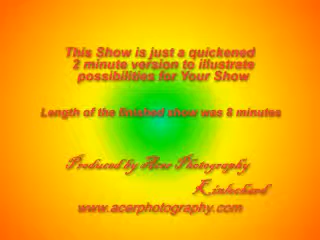 This Show is just a quickened
2 minute version to illustrate
possibilities for Your Show
Length of the finished show was 8 minutes
Produced by Acer Photography
Kinlochard
www.acerphotography.com